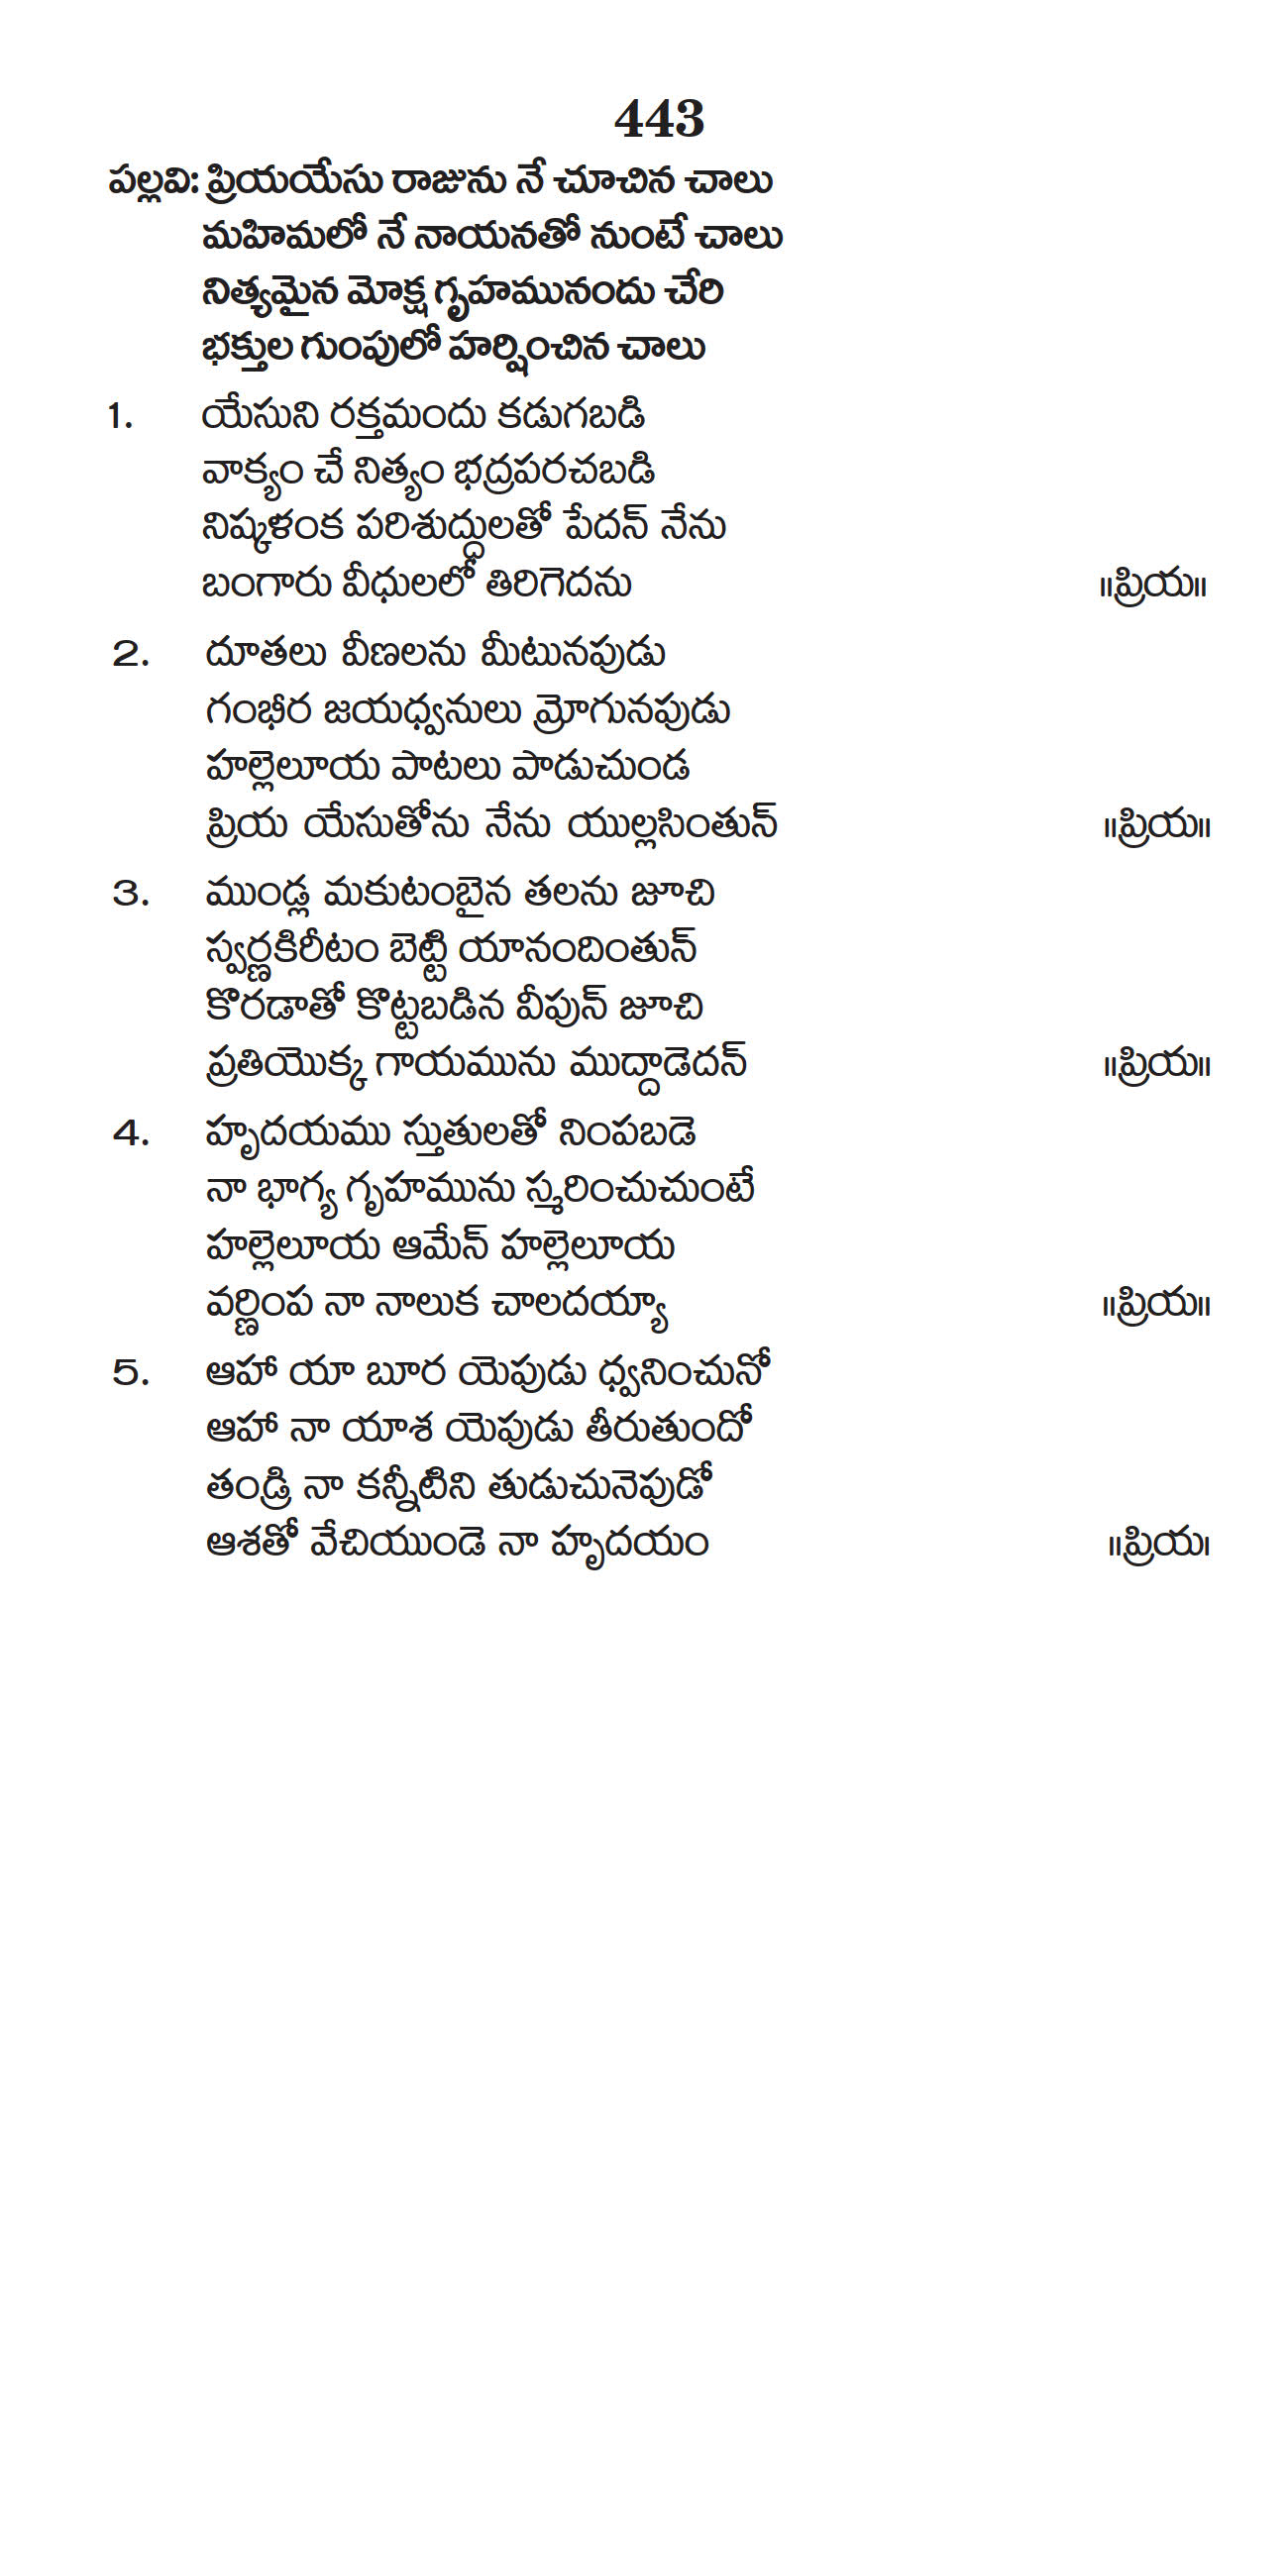 443
పల్లవి: ప్రియయేసు రాజును నే చూచిన చాలు
మహిమలో నే నాయనతో నుంటే చాలు
నిత్యమైన మోక్ష గృహమునందు చేరి
భక్తుల గుంపులో హర్షించిన చాలు
1. యేసుని రక్తమందు కడుగబడి
వాక్యం చే నిత్యం భద్రపరచబడి
నిష్కళంక పరిశుద్ధులతో పేదన్ నేను
బంగారు వీధులలో తిరిగెదను ॥ప్రియ॥
2. దూతలు వీణలను మీటునపుడు
గంభీర జయధ్వనులు మ్రోగునపుడు
హల్లెలూయ పాటలు పాడుచుండ
ప్రియ యేసుతోను నేను యుల్లసింతున్ ॥ప్రియ॥
3. ముండ్ల మకుటంబైన తలను జూచి
స్వర్ణకిరీటం బెట్టి యానందింతున్
కొరడాతో కొట్టబడిన వీపున్ జూచి
ప్రతియొక్క గాయమును ముద్దాడెదన్ ॥ప్రియ॥
4. హృదయము స్తుతులతో నింపబడె
నా భాగ్య గృహమును స్మరించుచుంటే
హల్లెలూయ ఆమేన్ హల్లెలూయ
వర్ణింప నా నాలుక చాలదయ్యా ॥ప్రియ॥
5. ఆహా యా బూర యెపుడు ధ్వనించునో
ఆహా నా యాశ యెపుడు తీరుతుందో
తండ్రి నా కన్నీటిని తుడుచునెపుడో
ఆశతో వేచియుండె నా హృదయం ॥ప్రియ।